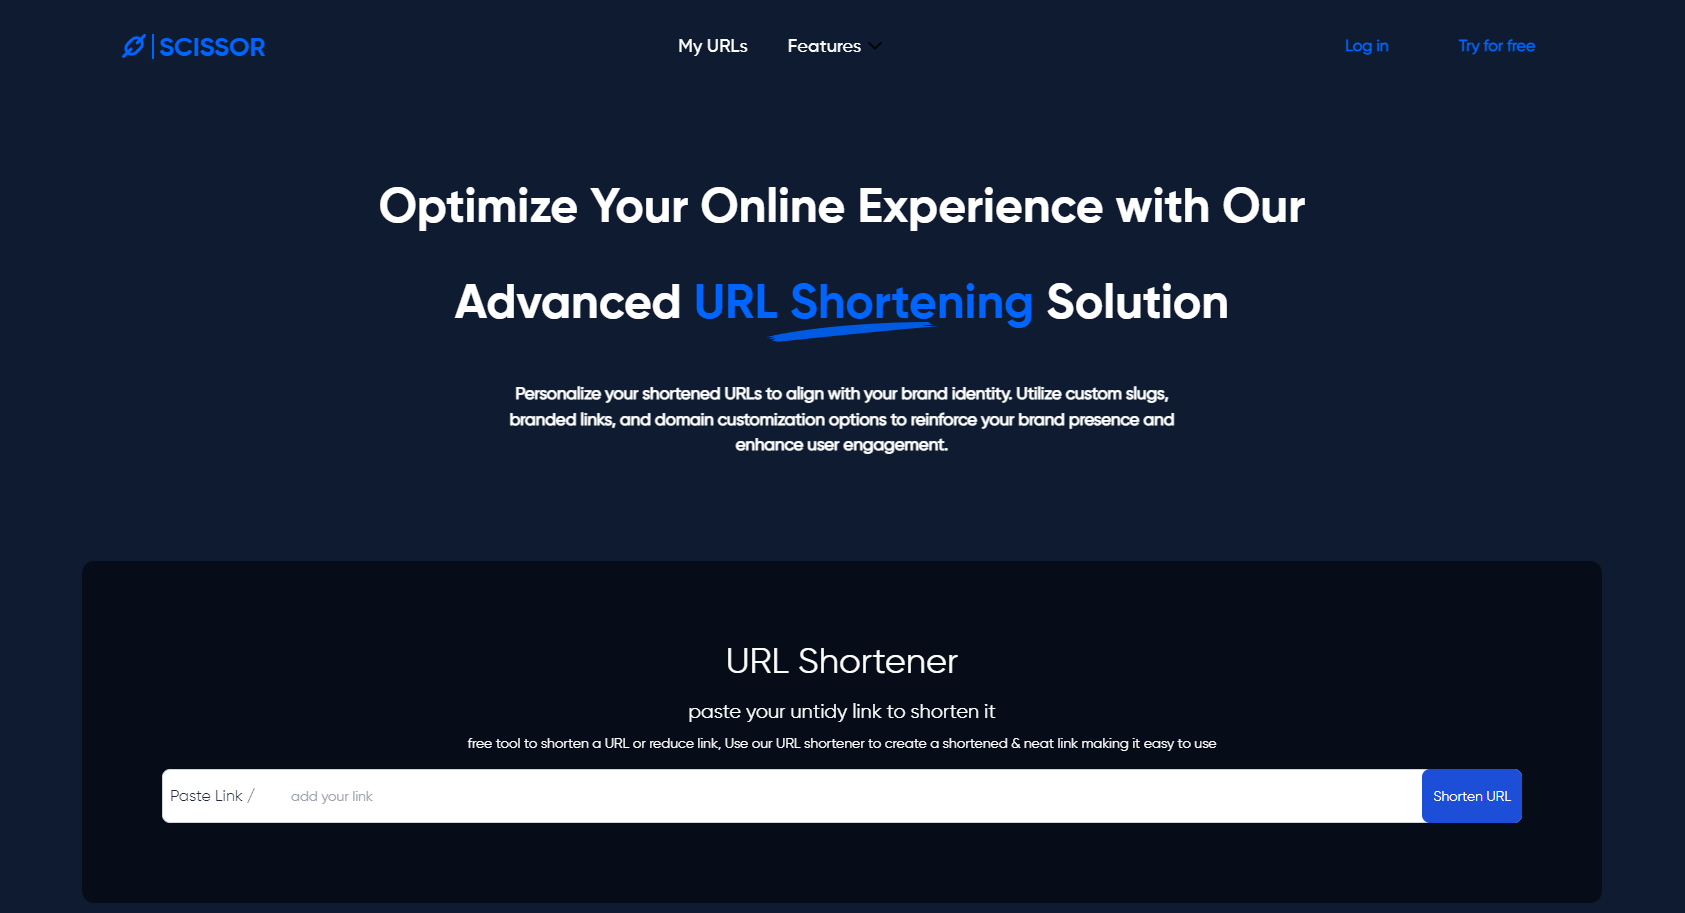 SCISSOR
My URLs
Features
Log in
Try for free
Optimize Your Online Experience with Our
Advanced URL Shortening Solution
Personalize your shortened URLs to align with your brand identity. Utilize custom slugs,
branded links, and domain customization options to reinforce your brand presence and
enhance user engagement.
URL Shortener
paste your untidy link to shorten it
free tool to shorten a URL or reduce link, Use our URL shortener to create a shortened & neat link making it easy to use
Paste Link /
add your link
Shorten URL